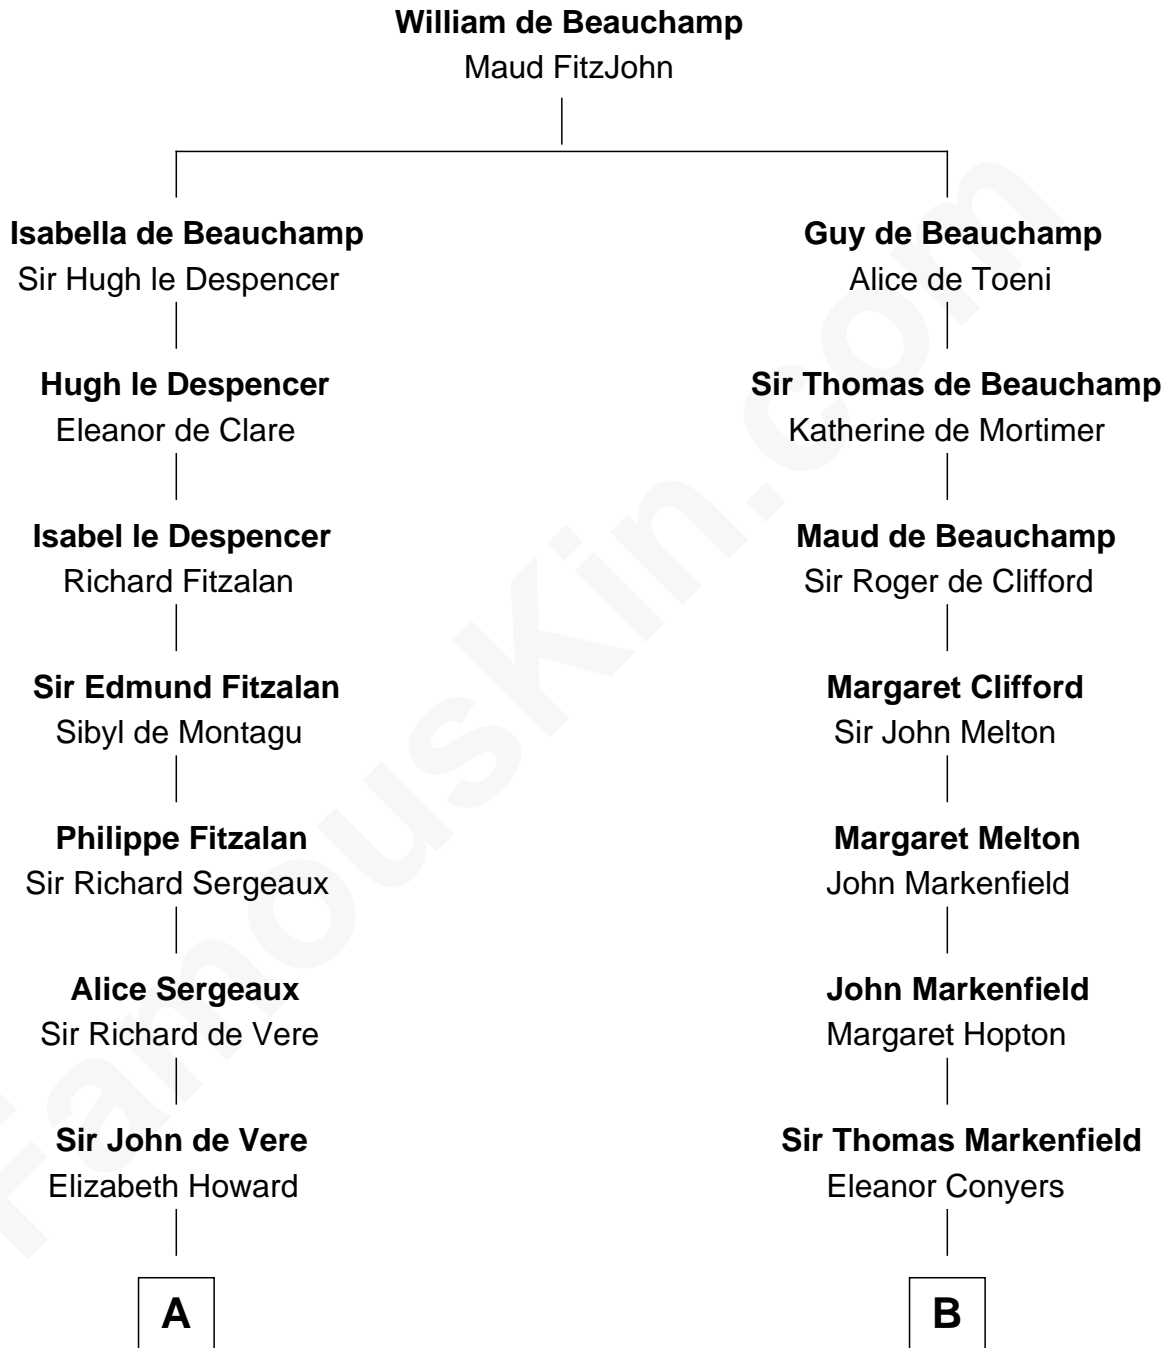 William de Beauchamp
Maud FitzJohn
Isabella de Beauchamp
Sir Hugh le Despencer
Guy de Beauchamp
Alice de Toeni
Hugh le Despencer
Eleanor de Clare
Sir Thomas de Beauchamp
Katherine de Mortimer
Isabel le Despencer
Richard Fitzalan
Maud de Beauchamp
Sir Roger de Clifford
Sir Edmund Fitzalan
Sibyl de Montagu
Margaret Clifford
Sir John Melton
Philippe Fitzalan
Sir Richard Sergeaux
Margaret Melton
John Markenfield
Alice Sergeaux
Sir Richard de Vere
John Markenfield
Margaret Hopton
Sir John de Vere
Elizabeth Howard
Sir Thomas Markenfield
Eleanor Conyers
A
B
FamousKin.com